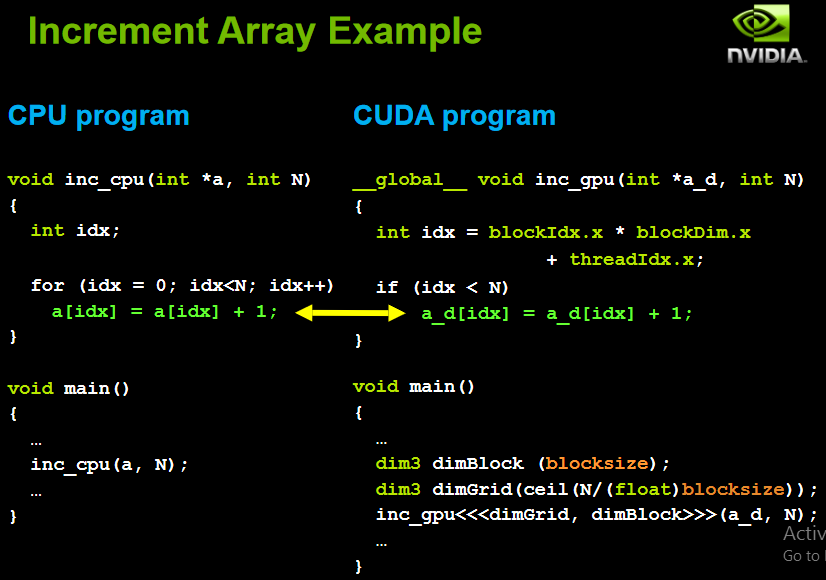 Increment Array Example
NVIDIA.
CPU program
void inc_cpu(int *a, int N)
{
int idx;
for (idx = 0; idx<N; idx++)
a[idx] = a[idx] + 1;
}
void main()
{
…
inc_cpu(a, N);
…
}
CUDA program
__global__ void inc_gpu(int *a_d, int N)
{
int idx = blockIdx.x * blockDim.x
+ threadIdx.x;
if (idx < N)
a_d[idx] = a_d[idx] + 1;
}
void main()
{
…
dim3 dimBlock (blocksize);
dim3 dimGrid(ceil(N/(float)blocksize));
inc_gpu<<<dimGrid, dimBlock>>>(a_d, N);
…
}
Activ
Go to